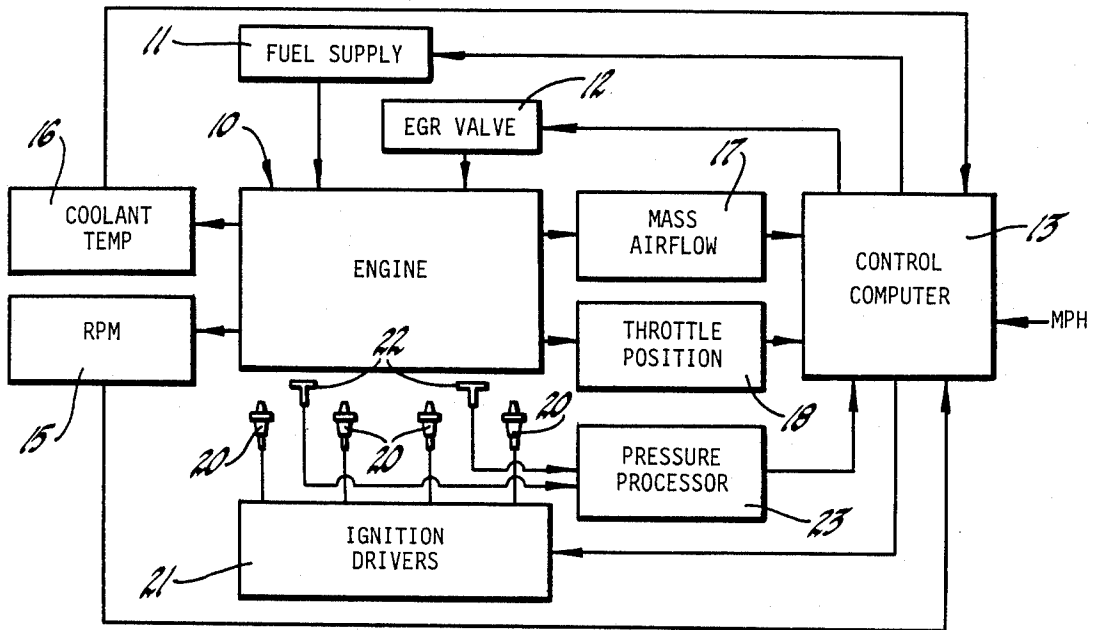 11
FUEL SUPPLY
12
EGR VALVE
10
16
COOLANT
TEMP
ENGINE
17
MASS
AIRFLOW
13
CONTROL
COMPUTER
MPH
RPM
15
THROTTLE
POSITION
18
22
20
20
20
PRESSURE
PROCESSOR
23
IGNITION
DRIVERS
21